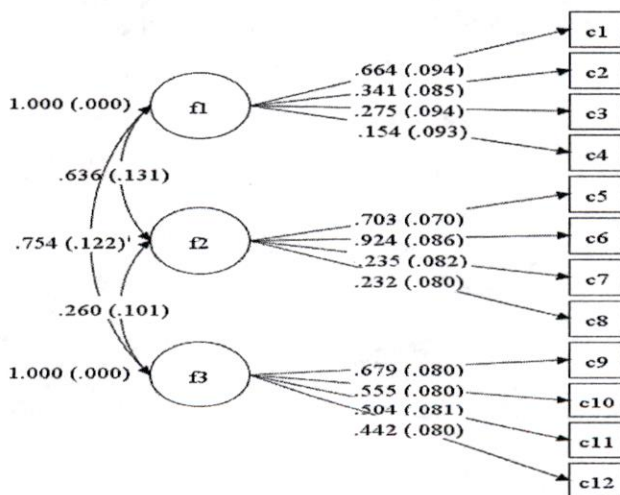 c1
.664 (.094)
c2
.341 (.085)
1.000 (.000)
f1
.275 (.094)
c3
.154 (.093)
c4
.636 (.131)
c5
.703 (.070)
.754 (.122)
f2
.924 (.086)
c6
.235 (.082)
c7
.232 (.080)
c8
.260 (.101)
c9
.679 (.080)
1.000 (.000)
f3
.555 (.080)
c10
.504 (.081)
c11
.442 (.080)
c12